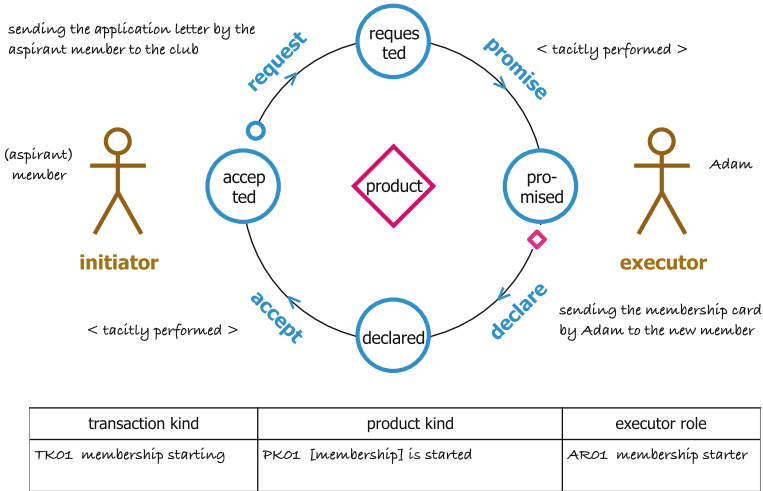 sending the application letter by the
aspirant member to the club
request
reques
ted
promise
< tacitly performed >
(aspirant)
member
initiator
accep
ted
product
pro-
mised
Adam
executor
< tacitly performed >
accept
declared
declare
sending the membership card
by Adam to the new member
transaction kind
product kind
executor role
TK01 membership starting
PK01 [membership] is started
AR01 membership starter